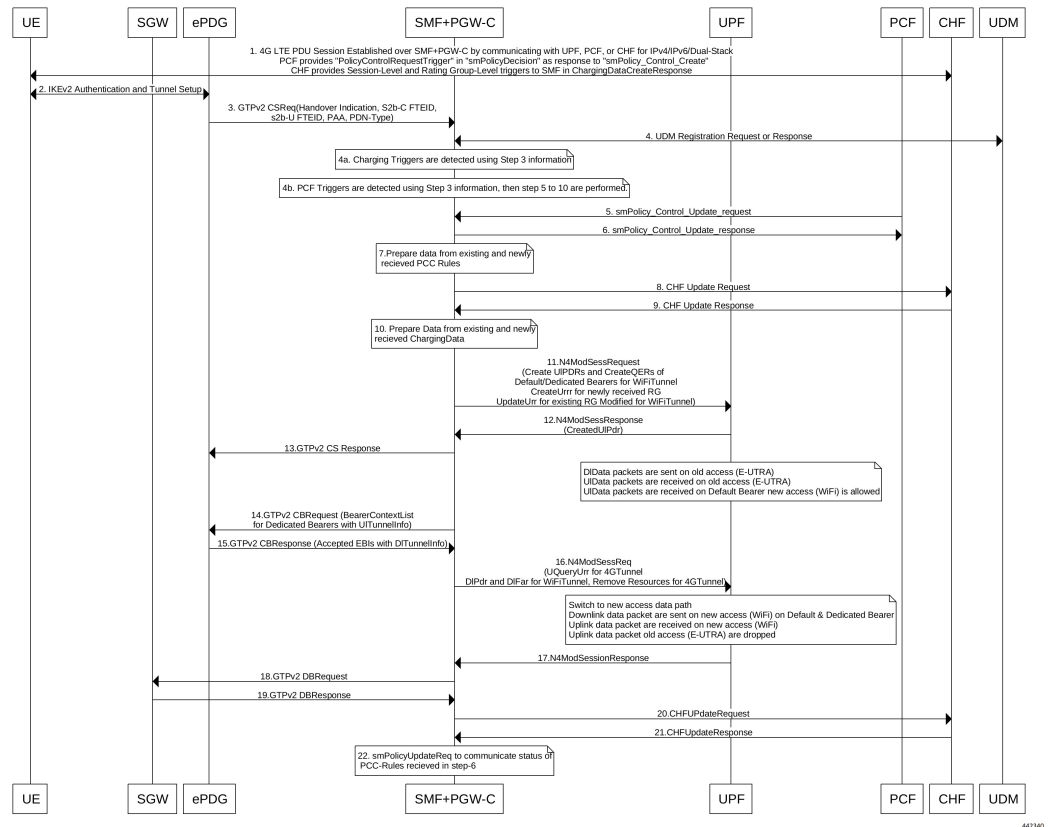 UE
SGW
ePDG
SMF+PGW-C
UPF
PCF
CHF
UDM
1. 4G LTE PDU Session Established over SMF+PGW-C by communicating with UPF, PCF, or CHF for IPv4/IPv6/Dual-Stack
PCF provides "PolicyControlRequestTrigger" in "smPolicyDecision" as response to "smPolicy_Control_Create"
CHF provides Session-Level and Rating Group-Level triggers to SMF in ChargingDataCreateResponse
2. IKEv2 Authentication and Tunnel Setup
3. GTPv2 CSReq(Handover Indication, S2b-C FTEID,
s2b-U FTEID, PAA, PDN-Type)
4. UDM Registration Request or Response
4a. Charging Triggers are detected using Step 3 information
4b. PCF Triggers are detected using Step 3 information, then step 5 to 10 are performed.
5. smPolicy_Control_Update_request
6. smPolicy_Control_Update_response
7.Prepare data from existing and newly
recieved PCC Rules
8. CHF Update Request
9. CHF Update Response
10. Prepare Data from existing and newly
recieved ChargingData
11.N4ModSessRequest
(Create UlPDRs and CreateQERs of
Default/Dedicated Bearers for WiFiTunnel
CreateUrrr for newly received RG
UpdateUrr for existing RG Modified for WiFiTunnel)
12.N4ModSessResponse
(CreatedUlPdr)
13.GTPv2 CS Response
DlData packets are sent on old access (E-UTRA)
UlData packets are received on old access (E-UTRA)
UlData packets are received on Default Bearer new access (WiFi) is allowed
14.GTPv2 CBRequest (BearerContextList
for Dedicated Bearers with UlTunnelInfo)
15.GTPv2 CBResponse (Accepted EBIs with DlTunnelInfo)
16.N4ModSessReq
(UQueryUrr for 4GTunnel
DlPdr and DlFar for WiFiTunnel, Remove Resources for 4GTunnel)
Switch to new access data path
Downlink data packet are sent on new access (WiFi) on Default & Dedicated Bearer
Uplink data packet are received on new access (WiFi)
Uplink data packet old access (E-UTRA) are dropped
17.N4ModSessionResponse
18.GTPv2 DBRequest
19.GTPv2 DBResponse
20.CHFUPdateRequest
21.CHFUpdateResponse
22. smPolicyUpdateReq to communicate status of
PCC-Rules recieved in step-6
UE
SGW
ePDG
SMF+PGW-C
UPF
PCF
CHF
UDM
442340